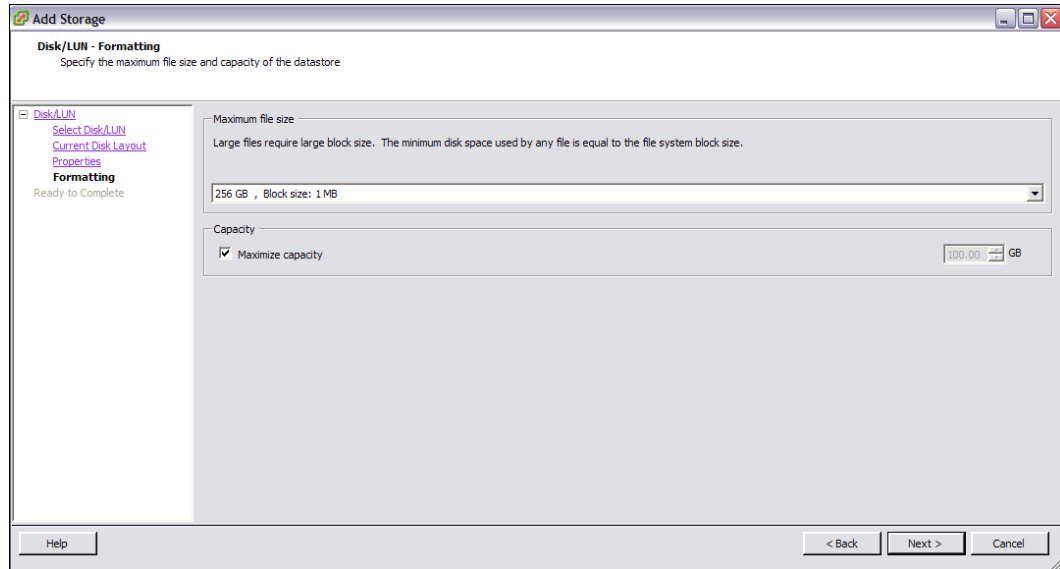 Add Storage
Disk/LUN - Formatting
Specify the maximum file size and capacity of the datastore
Disk/LUN
Select Disk/LUN
Current Disk Layout
Properties
Formatting
Ready to Complete
Maximum file size
Large files require large block size. The minimum disk space used by any file is equal to the file system block size.
256 GB , Block size: 1 MB
Capacity
Maximize capacity
100.00 GB
Help
< Back
Next >
Cancel